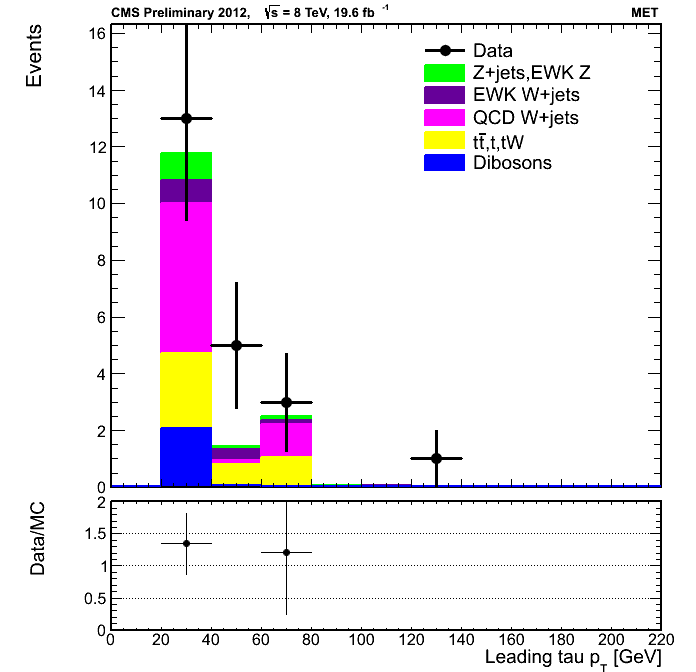 CMS Preliminary 2012, √s = 8 TeV, 19.6 fb⁻¹ MET
Events
16
14
12
10
8
6
4
2
0
Data
Z+jets,EWK Z
EWK W+jets
QCD W+jets
tt̄,t,tW
Dibosons
Data/MC
2
1.5
1
0.5
0
0 20 40 60 80 100 120 140 160 180 200 220
Leading tau p_T [GeV]